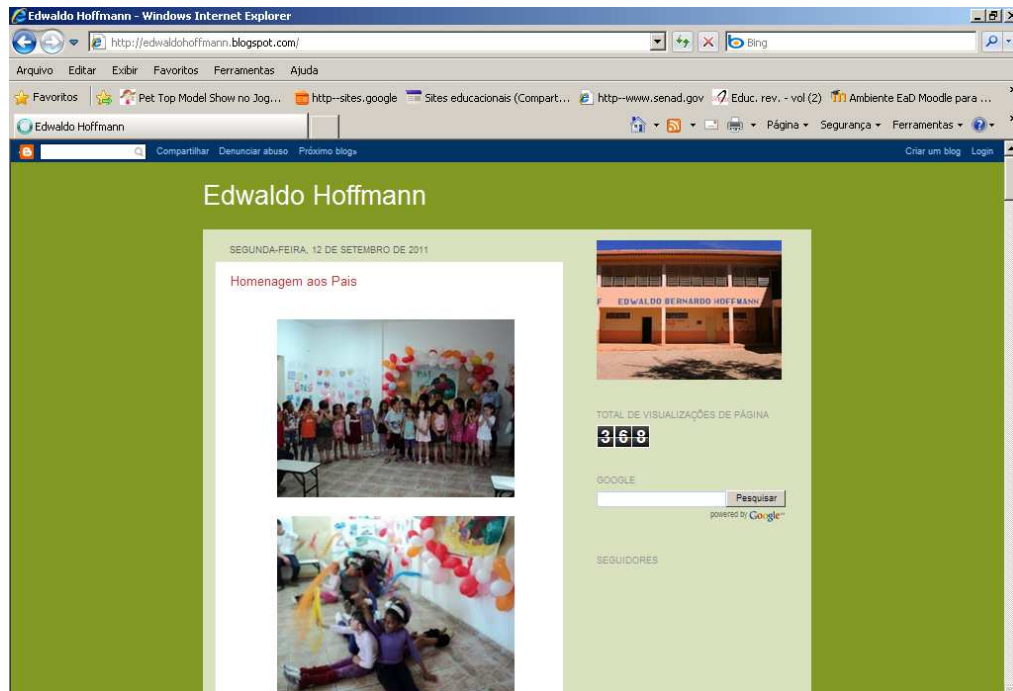 Edwaldo Hoffmann - Windows Internet Explorer
http://edwaldohoffmann.blogspot.com/
Bing
Arquivo Editar Exibir Favoritos Ferramentas Ajuda
Favoritos Pet Top Model Show no Jog... http--sites.google Sites educacionais (Compart... http--www.senad.gov Educ. rev. - vol (2) Ambiente EaD Moodle para ...
Edwaldo Hoffmann Página Segurança Ferramentas
Compartilhar Denunciar abuso Próximo blog» Criar um blog Login
Edwaldo Hoffmann
SEGUNDA-FEIRA, 12 DE SETEMBRO DE 2011
Homenagem aos Pais
PAI
F EDWALDO BERNARDO HOFFMANN
TOTAL DE VISUALIZAÇÕES DE PÁGINA
368
GOOGLE
Pesquisar
powered by Google™
SEGUIDORES